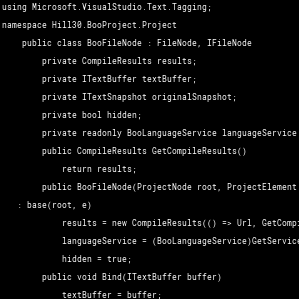 using Microsoft.VisualStudio.Text.Tagging;
namespace Hill30.BooProject.Project
public class BooFileNode : FileNode, IFileNode
private CompileResults results;
private ITextBuffer textBuffer;
private ITextSnapshot originalSnapshot;
private bool hidden;
private readonly BooLanguageService languageService
public CompileResults GetCompileResults()
return results;
public BooFileNode(ProjectNode root, ProjectElement
: base(root, e)
results = new CompileResults(() => Url, GetCompi
languageService = (BooLanguageService)GetService
hidden = true;
public void Bind(ITextBuffer buffer)
textBuffer = buffer;